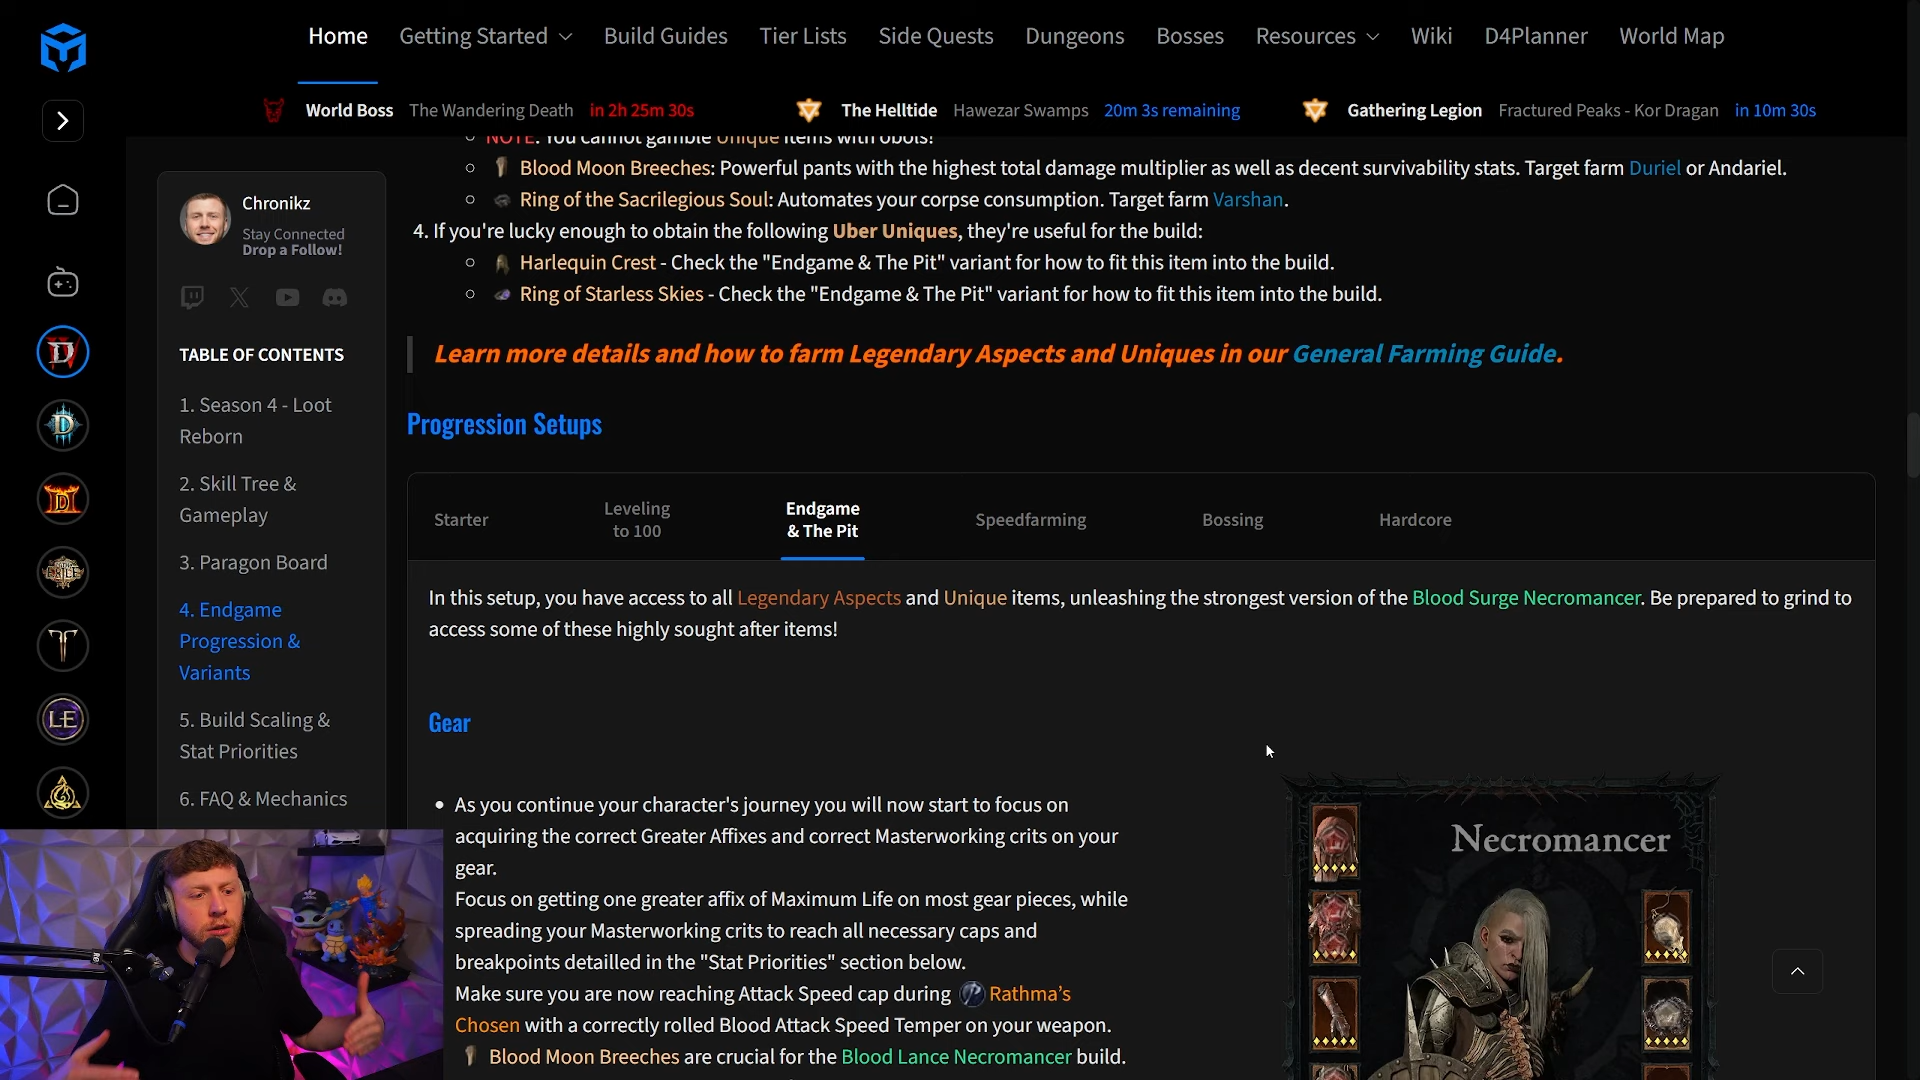 Home Getting Started Build Guides Tier Lists Side Quests Dungeons Bosses Resources Wiki D4Planner World Map
World Boss The Wandering Death in 2h 25m 30s The Helltide Hawezar Swamps 20m 3s remaining Gathering Legion Fractured Peaks - Kor Dragan in 10m 30s
NOTE: You cannot gamble Unique items with obols!
Blood Moon Breeches: Powerful pants with the highest total damage multiplier as well as decent survivability stats. Target farm Duriel or Andariel.
Ring of the Sacrilegious Soul: Automates your corpse consumption. Target farm Varshan.
4. If you're lucky enough to obtain the following Uber Uniques, they're useful for the build:
Harlequin Crest - Check the "Endgame & The Pit" variant for how to fit this item into the build.
Ring of Starless Skies - Check the "Endgame & The Pit" variant for how to fit this item into the build.
Learn more details and how to farm Legendary Aspects and Uniques in our General Farming Guide.
Chronikz
Stay Connected
Drop a Follow!
TABLE OF CONTENTS
1. Season 4 - Loot
Reborn
2. Skill Tree &
Gameplay
3. Paragon Board
4. Endgame
Progression &
Variants
5. Build Scaling &
Stat Priorities
6. FAQ & Mechanics
Progression Setups
Starter
Leveling
to 100
Endgame
& The Pit
Speedfarming
Bossing
Hardcore
In this setup, you have access to all Legendary Aspects and Unique items, unleashing the strongest version of the Blood Surge Necromancer. Be prepared to grind to
access some of these highly sought after items!
Gear
As you continue your character's journey you will now start to focus on
acquiring the correct Greater Affixes and correct Masterworking crits on your
gear.
Focus on getting one greater affix of Maximum Life on most gear pieces, while
spreading your Masterworking crits to reach all necessary caps and
breakpoints detailled in the "Stat Priorities" section below.
Make sure you are now reaching Attack Speed cap during Rathma's
Chosen with a correctly rolled Blood Attack Speed Temper on your weapon.
Blood Moon Breeches are crucial for the Blood Lance Necromancer build.
Necromancer
LE